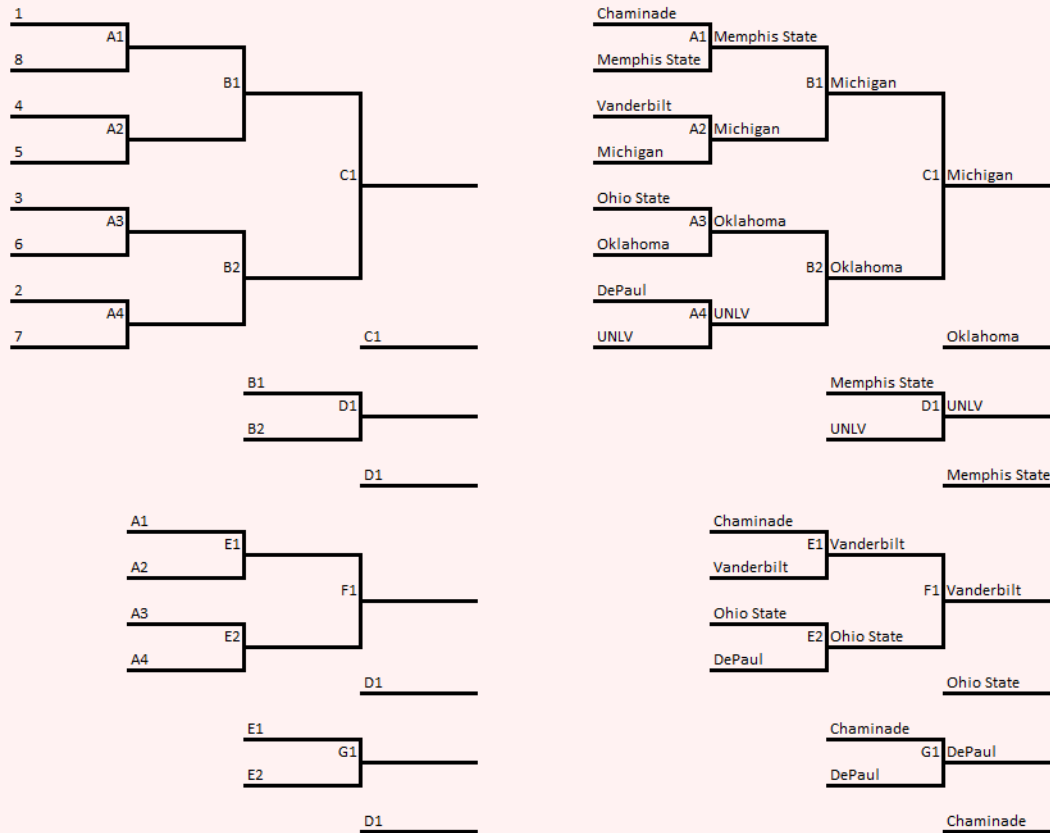 1
A1
8
B1
4
A2
5
C1
3
A3
6
B2
2
A4
7
C1
B1
D1
B2
D1
A1
E1
A2
F1
A3
E2
A4
D1
E1
G1
E2
D1
Chaminade
A1 Memphis State
Memphis State
B1 Michigan
Vanderbilt
A2 Michigan
Michigan
C1 Michigan
Ohio State
A3 Oklahoma
Oklahoma
B2 Oklahoma
DePaul
A4 UNLV
UNLV
Oklahoma
Memphis State
D1 UNLV
UNLV
Memphis State
Chaminade
E1 Vanderbilt
Vanderbilt
F1 Vanderbilt
Ohio State
E2 Ohio State
DePaul
Ohio State
Chaminade
G1 DePaul
DePaul
Chaminade